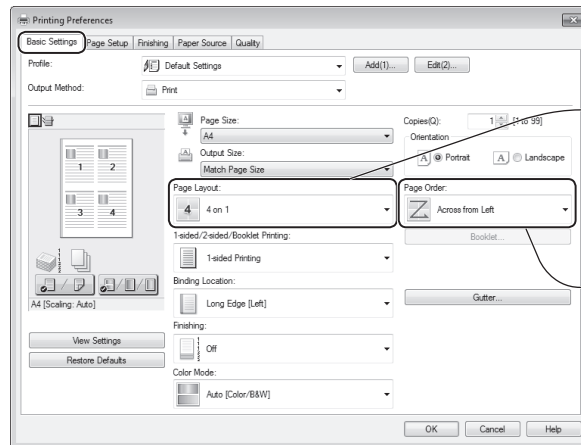 Printing Preferences
Basic Settings Page Setup Finishing Paper Source Quality
Profile: Default Settings Add(1)... Edit(2)...
Output Method: Print
Page Size: Copies(Q): 1 [1 to 99]
A4 Orientation
Output Size: A Portrait A Landscape
Match Page Size
1 2
3 4
Page Layout: Page Order:
4 4 on 1 Across from Left
1-sided/2-sided/Booklet Printing: Booklet...
1-sided Printing
Binding Location:
A4 [Scaling: Auto] Long Edge [Left] Gutter...
Finishing:
View Settings Off
Restore Defaults
Color Mode:
Auto [Color/B&W]
OK Cancel Help